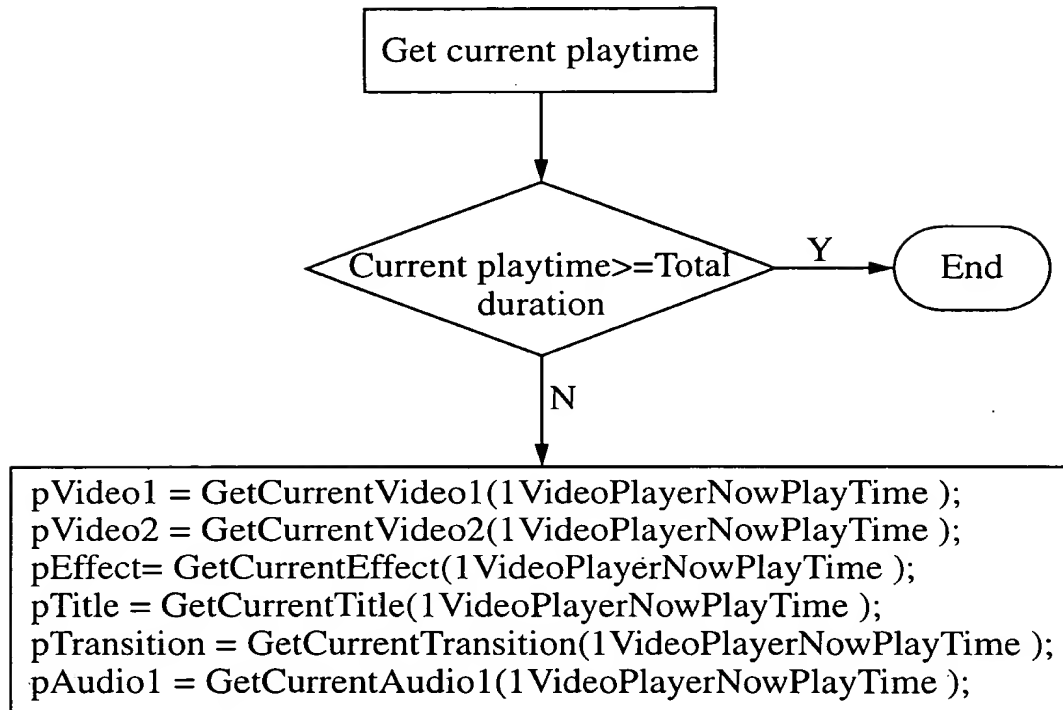 Get current playtime
Current playtime>=Total
duration
Y
End
N
pVideo1 = GetCurrentVideo1(1VideoPlayerNowPlayTime );
pVideo2 = GetCurrentVideo2(1VideoPlayerNowPlayTime );
pEffect= GetCurrentEffect(1VideoPlayerNowPlayTime );
pTitle = GetCurrentTitle(1VideoPlayerNowPlayTime );
pTransition = GetCurrentTransition(1VideoPlayerNowPlayTime );
pAudio1 = GetCurrentAudio1(1VideoPlayerNowPlayTime );